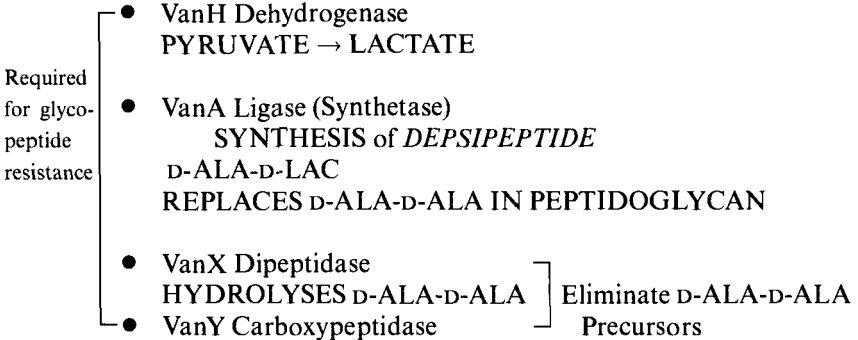 ● VanH Dehydrogenase
PYRUVATE → LACTATE
Required
for glyco-
peptide
resistance
● VanA Ligase (Synthetase)
SYNTHESIS of DEPSIPEPTIDE
D-ALA-D-LAC
REPLACES D-ALA-D-ALA IN PEPTIDOGLYCAN
● VanX Dipeptidase
HYDROLYSES D-ALA-D-ALA
● VanY Carboxypeptidase
Eliminate D-ALA-D-ALA
Precursors